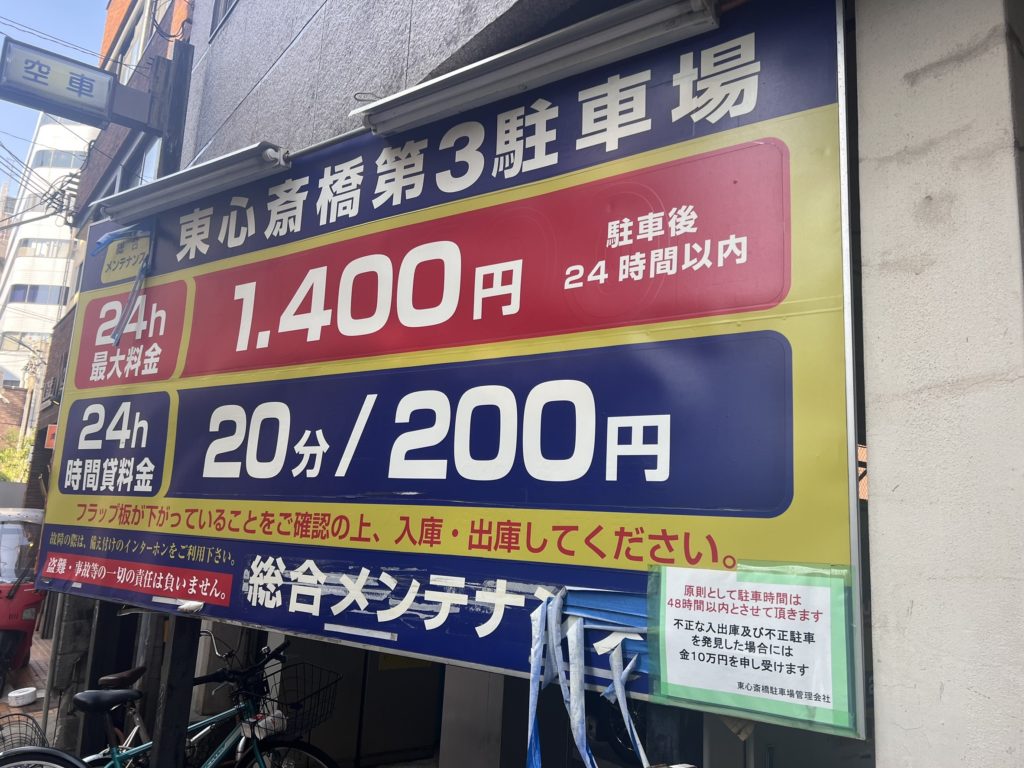 空車
東心斎橋第3駐車場
総合
メンテナンス
24h
最大料金
1.400円
駐車後
24時間以内
24h
時間貸料金
20分/200円
フラップ板が下がっていることをご確認の上、入庫・出庫してください。
故障の際は、備え付けのインターホンをご利用下さい。
盗難・事故等の一切の責任は負いません。
総合メンテナン
原則として駐車時間は
48時間以内とさせて頂きます
不正な入出庫及び不正駐車
を発見した場合には
金10万円を申し受けます
東心斎橋駐車場管理会社